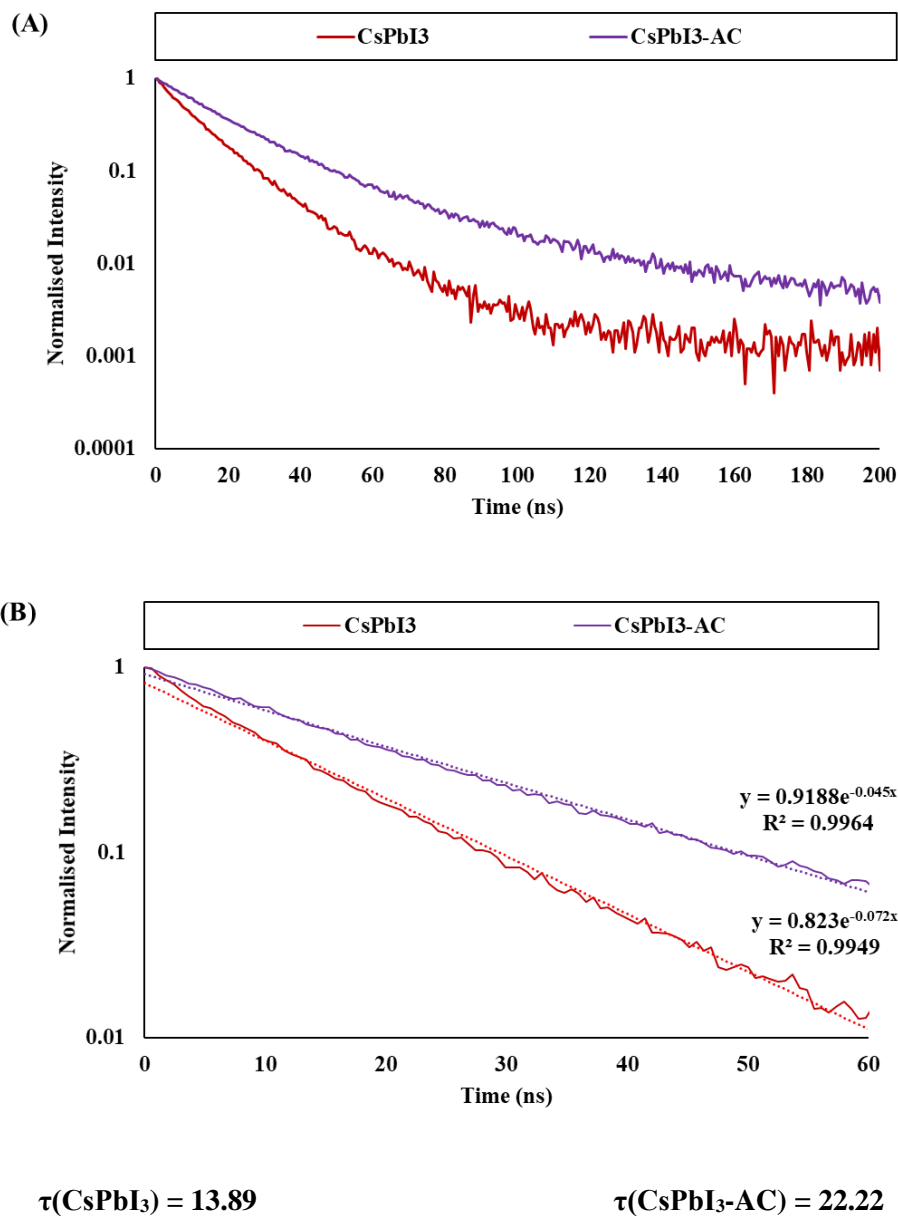 (A)
CsPbI3 CsPbI3-AC
Normalised Intensity
1
0.1
0.01
0.001
0.0001
0 20 40 60 80 100 120 140 160 180 200
Time (ns)
(B)
CsPbI3 CsPbI3-AC
Normalised Intensity
1
0.1
0.01
y = 0.9188e⁻⁰·⁰⁴⁵ˣ
R² = 0.9964
y = 0.823e⁻⁰·⁰⁷²ˣ
R² = 0.9949
0 10 20 30 40 50 60
Time (ns)
τ(CsPbI₃) = 13.89 τ(CsPbI₃-AC) = 22.22